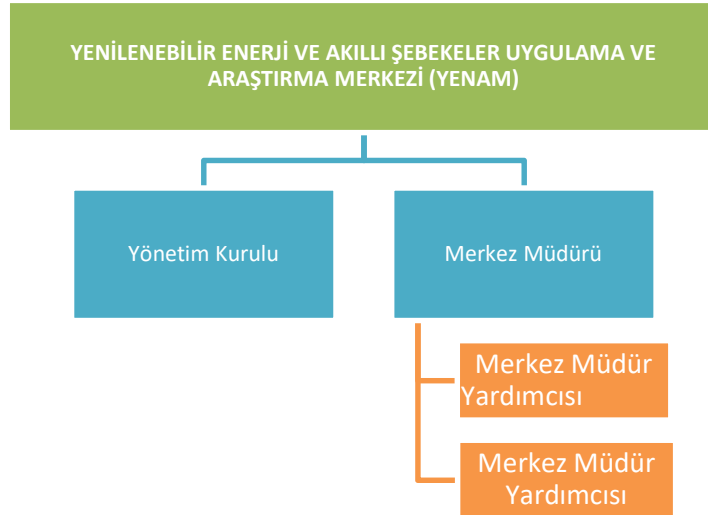 YENİLENEBİLİR ENERJİ VE AKILLI ŞEBEKELER UYGULAMA VE
ARAŞTIRMA MERKEZİ (YENAM)
Yönetim Kurulu
Merkez Müdürü
Merkez Müdür
Yardımcısı
Merkez Müdür
Yardımcısı